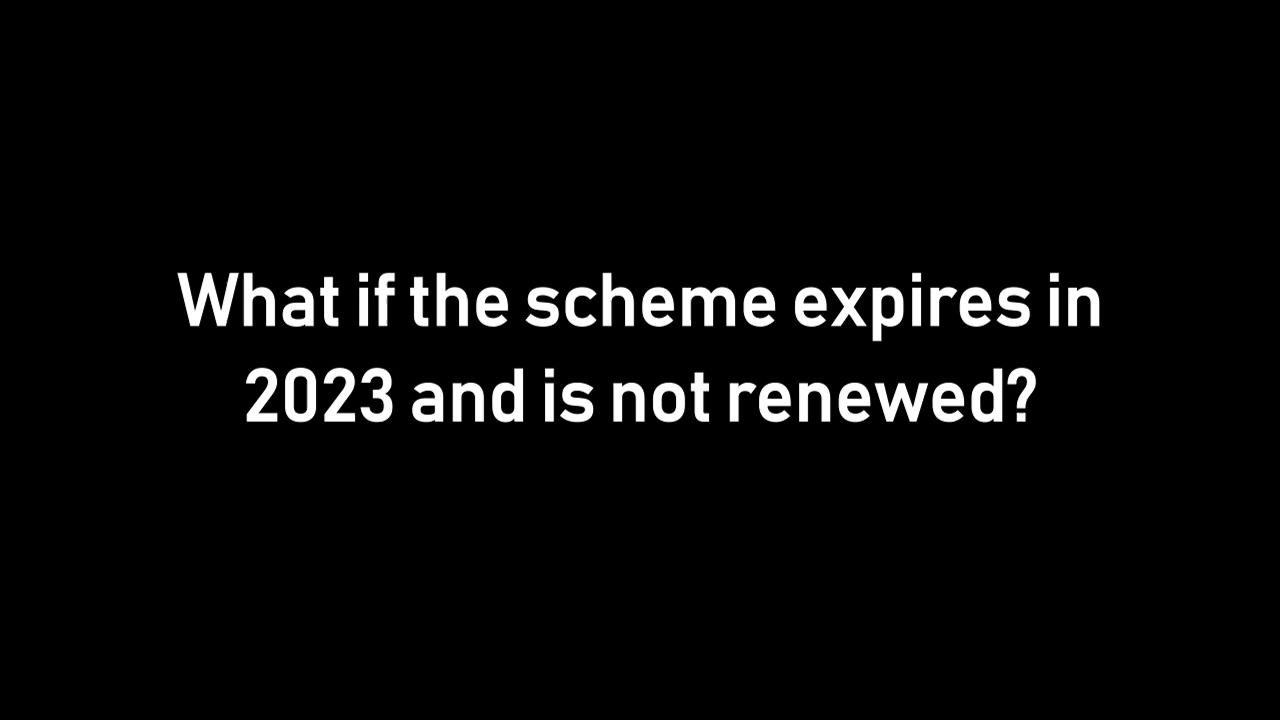 What if the scheme expires in
2023 and is not renewed?